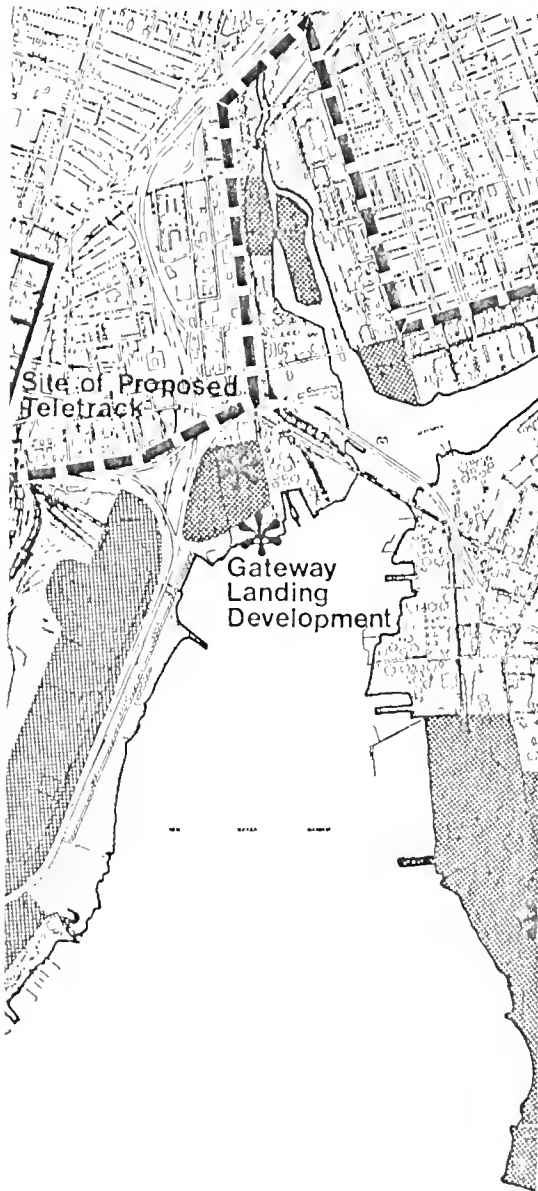 Site of Proposed
Teletrack
Gateway
Landing
Development